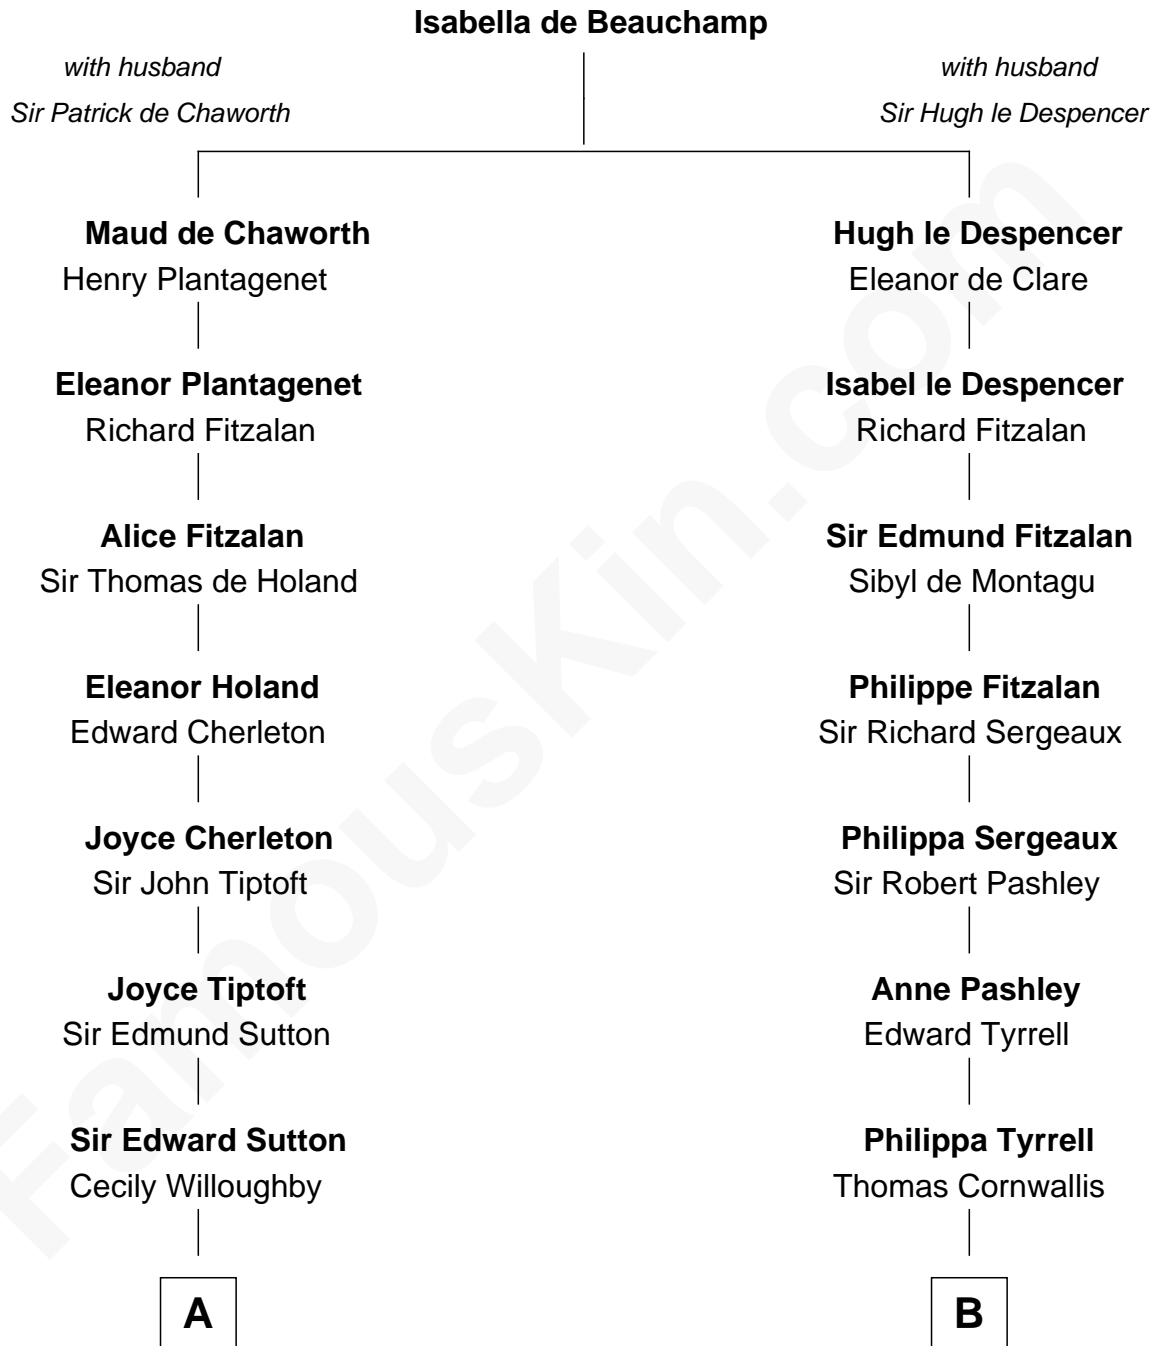 Isabella de Beauchamp
with husband
Sir Patrick de Chaworth
with husband
Sir Hugh le Despencer
Maud de Chaworth
Henry Plantagenet
Hugh le Despencer
Eleanor de Clare
Eleanor Plantagenet
Richard Fitzalan
Isabel le Despencer
Richard Fitzalan
Alice Fitzalan
Sir Thomas de Holand
Sir Edmund Fitzalan
Sibyl de Montagu
Eleanor Holand
Edward Cherleton
Philippe Fitzalan
Sir Richard Sergeaux
Joyce Cherleton
Sir John Tiptoft
Philippa Sergeaux
Sir Robert Pashley
Joyce Tiptoft
Sir Edmund Sutton
Anne Pashley
Edward Tyrrell
Sir Edward Sutton
Cecily Willoughby
Philippa Tyrrell
Thomas Cornwallis
A
B
FamousKin.com